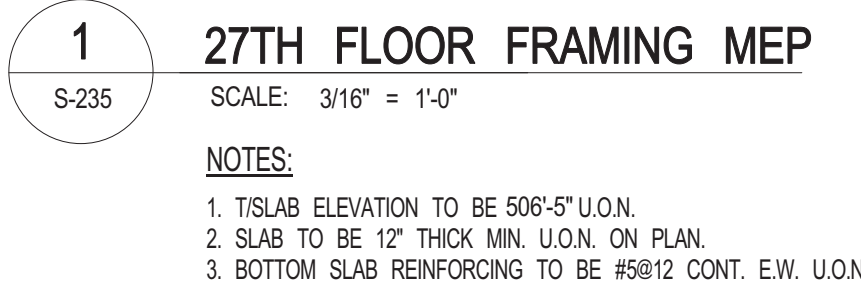 1
27TH FLOOR FRAMING MEP
S-235
SCALE: 3/16" = 1'-0"
NOTES:
1. T/SLAB ELEVATION TO BE 506'-5" U.O.N.
2. SLAB TO BE 12" THICK MIN. U.O.N. ON PLAN.
3. BOTTOM SLAB REINFORCING TO BE #5@12 CONT. E.W. U.O.N